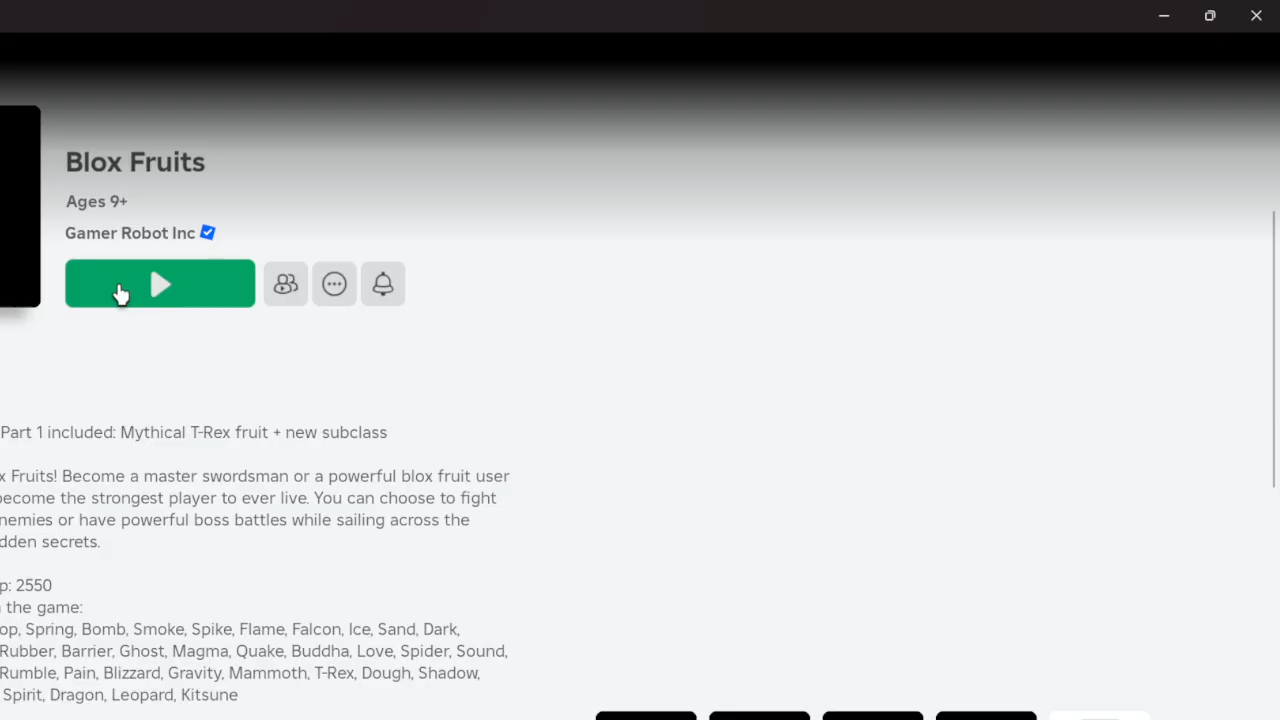 Blox Fruits
Ages 9+
Gamer Robot Inc
Part 1 included: Mythical T-Rex fruit + new subclass
x Fruits! Become a master swordsman or a powerful blox fruit user
become the strongest player to ever live. You can choose to fight
nemies or have powerful boss battles while sailing across the
dden secrets.
p: 2550
the game:
op, Spring, Bomb, Smoke, Spike, Flame, Falcon, Ice, Sand, Dark,
Rubber, Barrier, Ghost, Magma, Quake, Buddha, Love, Spider, Sound,
Rumble, Pain, Blizzard, Gravity, Mammoth, T-Rex, Dough, Shadow,
Spirit, Dragon, Leopard, Kitsune